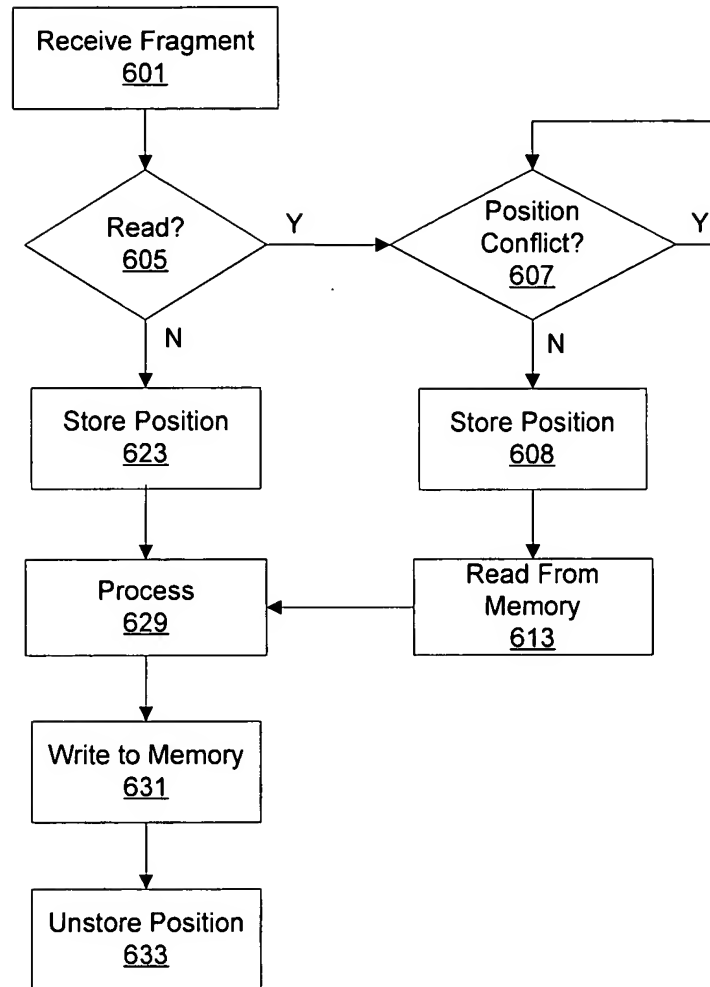 Receive Fragment
601
Read?
605
Y
Position
Conflict?
607
Y
N
N
Store Position
623
Store Position
608
Process
629
Read From
Memory
613
Write to Memory
631
Unstore Position
633